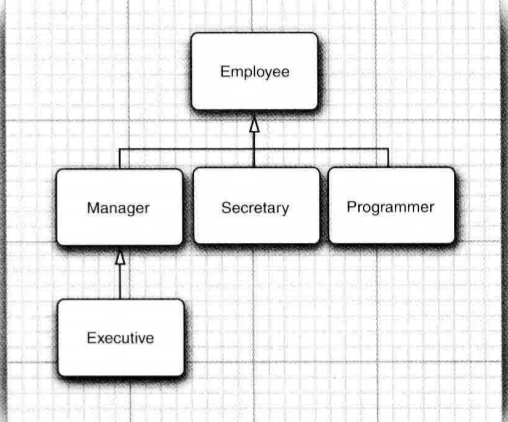 Employee
Manager
Secretary
Programmer
Executive